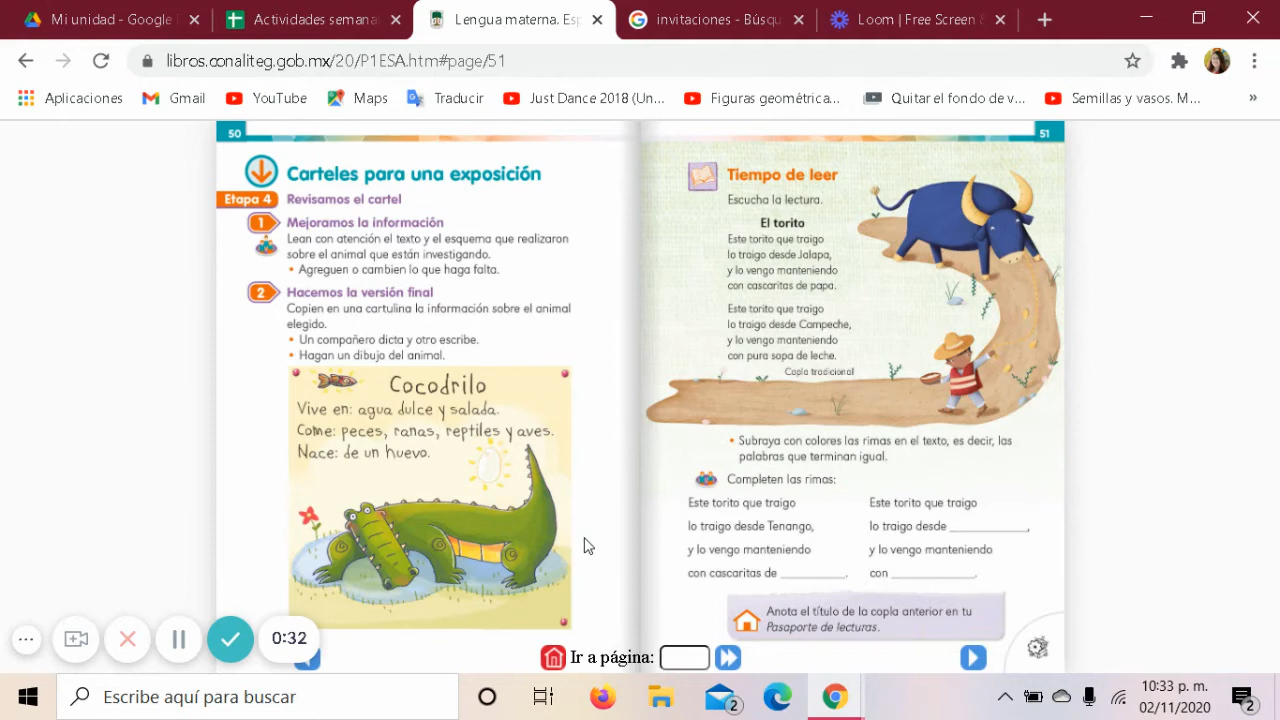 Mi unidad - Google
Actividades semana
Lengua materna. Esp
invitaciones - Búsqu
Loom | Free Screen
libros.conaliteg.gob.mx/20/P1ESA.htm#page/51
Aplicaciones
Gmail
YouTube
Maps
Traducir
Just Dance 2018 (Un...
Figuras geométrica...
Quitar el fondo de v...
Semillas y vasos. M...
»
50
Carteles para una exposición
Etapa 4 Revisamos el cartel
1 Mejoramos la información
Lean con atención el texto y el esquema que realizaron
sobre el animal que están investigando.
• Agreguen o cambien lo que haga falta.
2 Hacemos la versión final
Copien en una cartulina la información sobre el animal
elegido.
• Un compañero dicta y otro escribe.
• Hagan un dibujo del animal.
Cocodrilo
Vive en: agua dulce y salada.
Come: peces, ranas, reptiles y aves.
Nace: de un huevo.
51
Tiempo de leer
Escucha la lectura.
El torito
Este torito que traigo
lo traigo desde Jalapa,
y lo vengo manteniendo
con cascaritas de papa.
Este torito que traigo
lo traigo desde Campeche,
y lo vengo manteniendo
con pura sopa de leche.
Copla tradicional
• Subraya con colores las rimas en el texto, es decir, las
palabras que terminan igual.
Completen las rimas:
Este torito que traigo
lo traigo desde Tenango,
y lo vengo manteniendo
con cascaritas de ________.
Este torito que traigo
lo traigo desde ________,
y lo vengo manteniendo
con ________.
Anota el título de la copla anterior en tu
Pasaporte de lecturas.
0:32
Ir a página:
Escribe aquí para buscar
2
10:33 p. m.
02/11/2020
2